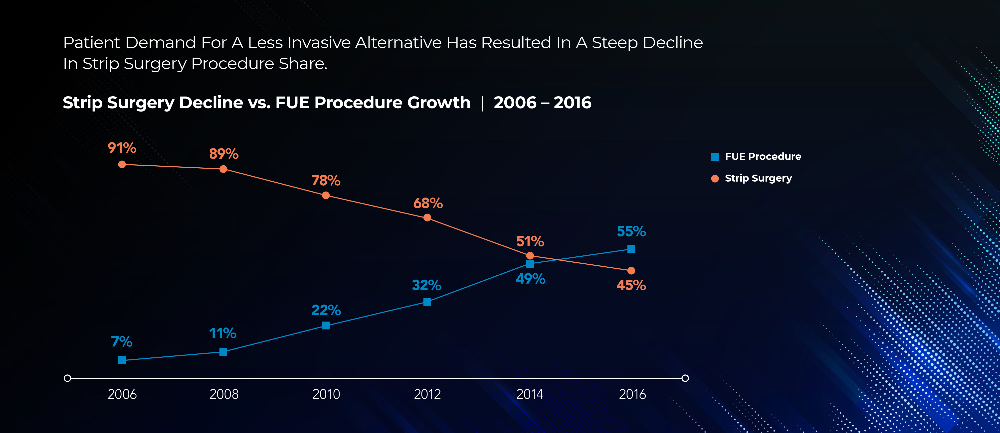 Patient Demand For A Less Invasive Alternative Has Resulted In A Steep Decline
In Strip Surgery Procedure Share.
Strip Surgery Decline vs. FUE Procedure Growth | 2006 – 2016
91%
89%
78%
68%
51%
45%
7%
11%
22%
32%
49%
55%
FUE Procedure
Strip Surgery
2006 2008 2010 2012 2014 2016